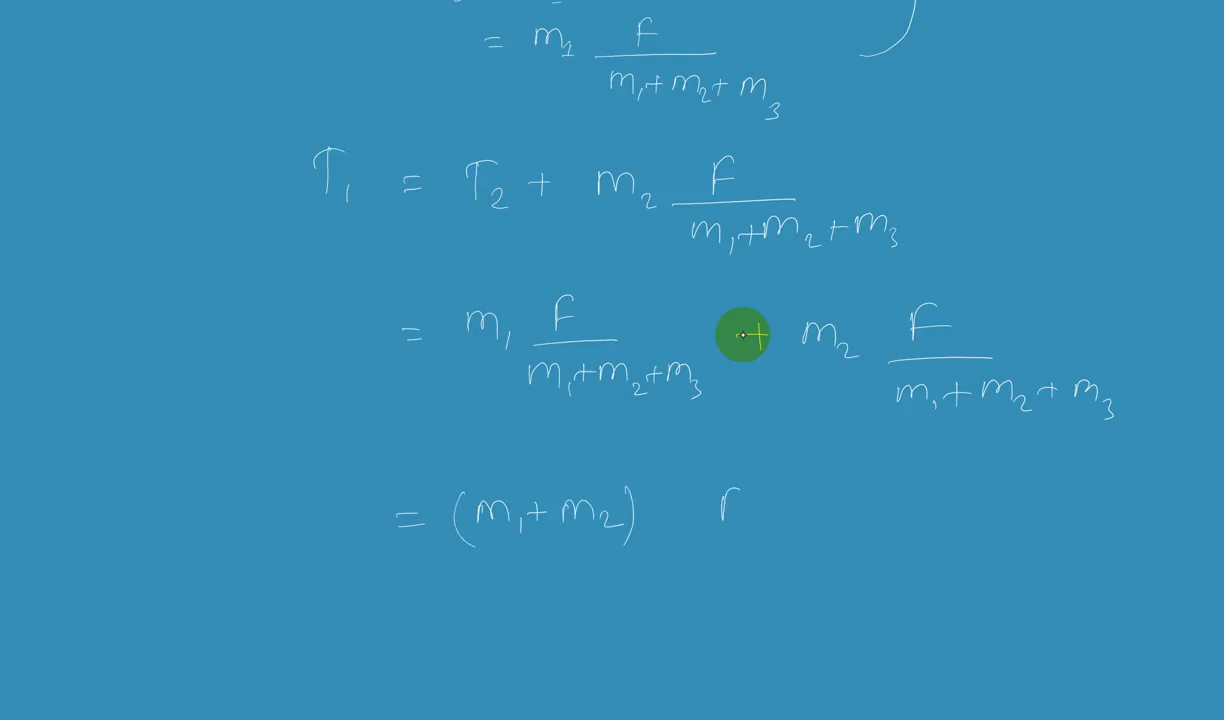 = m₁ F / (m₁+m₂+m₃)
T₁ = T₂ + m₂ F / (m₁+m₂+m₃)
= m₁ F / (m₁+m₂+m₃) + m₂ F / (m₁+m₂+m₃)
= (m₁+m₂)